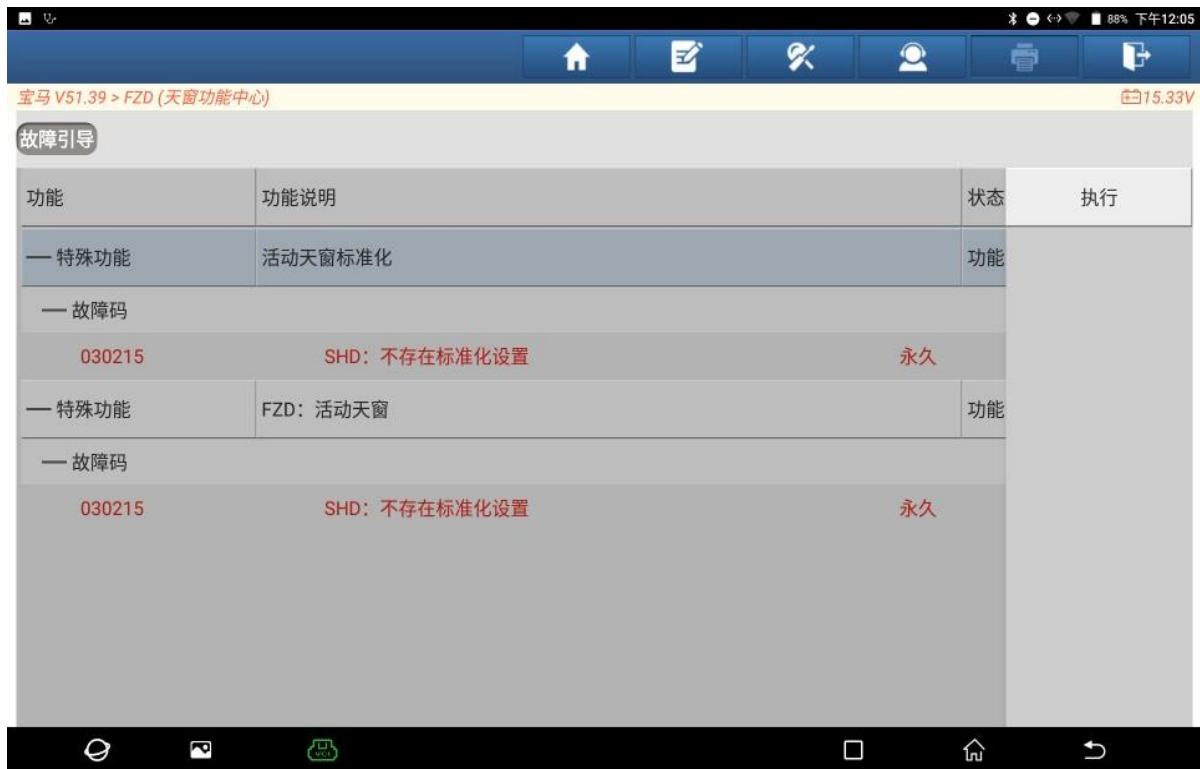 88% 下午12:05
宝马 V51.39 > FZD (天窗功能中心) 15.33V
故障引导
功能 功能说明 状态 执行
一 特殊功能 活动天窗标准化 功能
一 故障码
030215 SHD：不存在标准化设置 永久
一 特殊功能 FZD：活动天窗 功能
一 故障码
030215 SHD：不存在标准化设置 永久
VCI